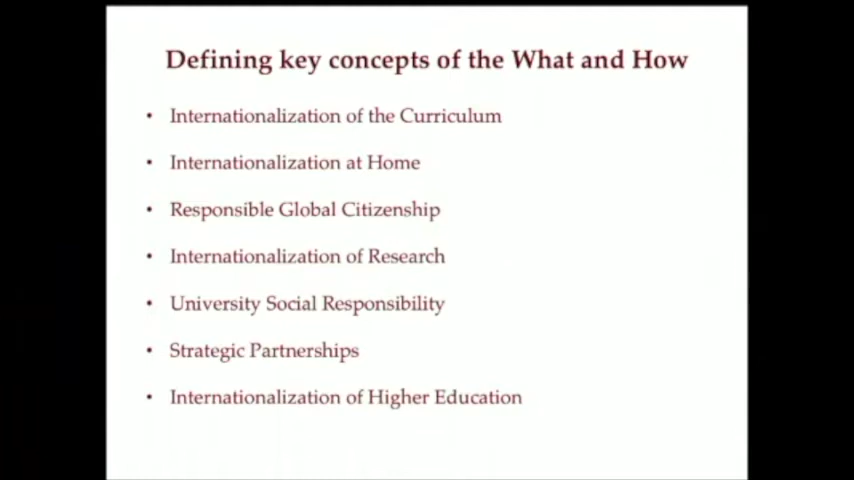 Defining key concepts of the What and How
• Internationalization of the Curriculum
• Internationalization at Home
• Responsible Global Citizenship
• Internationalization of Research
• University Social Responsibility
• Strategic Partnerships
• Internationalization of Higher Education